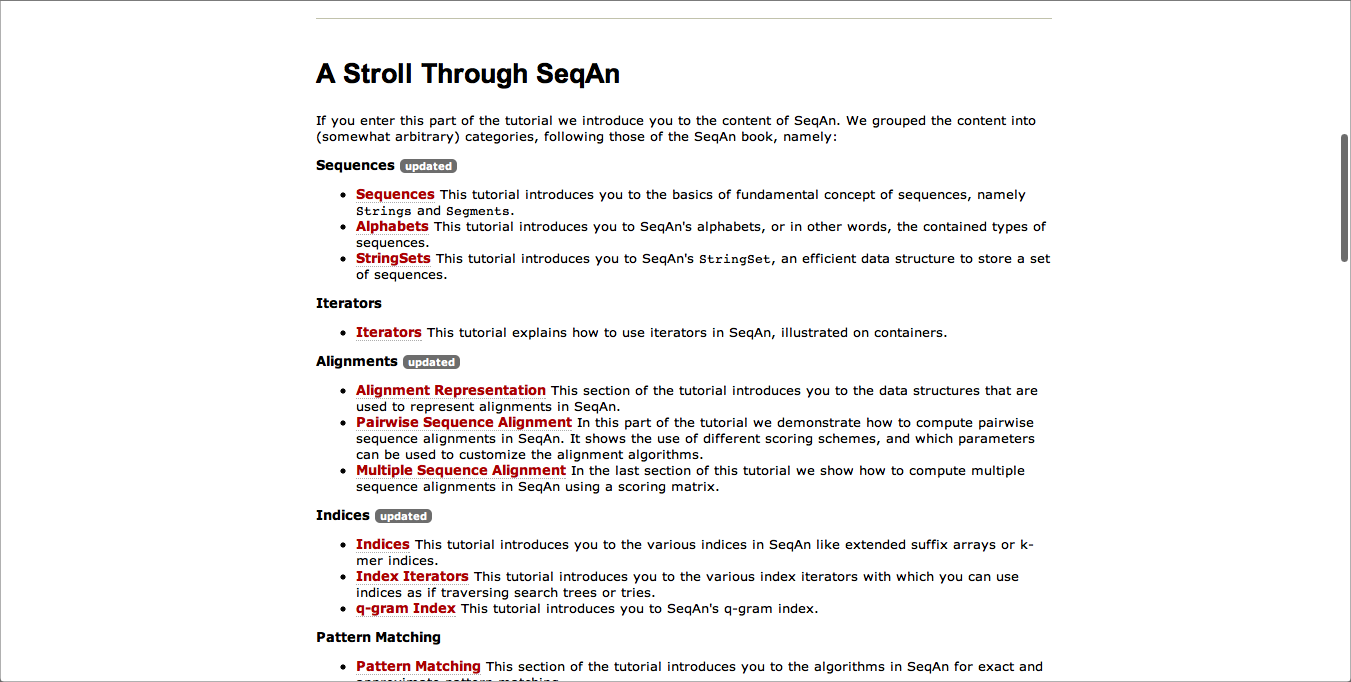 A Stroll Through SeqAn
If you enter this part of the tutorial we introduce you to the content of SeqAn. We grouped the content into
(somewhat arbitrary) categories, following those of the SeqAn book, namely:
Sequences updated
• Sequences This tutorial introduces you to the basics of fundamental concept of sequences, namely
Strings and Segments.
• Alphabets This tutorial introduces you to SeqAn's alphabets, or in other words, the contained types of
sequences.
• StringSets This tutorial introduces you to SeqAn's StringSet, an efficient data structure to store a set
of sequences.
Iterators
• Iterators This tutorial explains how to use iterators in SeqAn, illustrated on containers.
Alignments updated
• Alignment Representation This section of the tutorial introduces you to the data structures that are
used to represent alignments in SeqAn.
• Pairwise Sequence Alignment In this part of the tutorial we demonstrate how to compute pairwise
sequence alignments in SeqAn. It shows the use of different scoring schemes, and which parameters
can be used to customize the alignment algorithms.
• Multiple Sequence Alignment In the last section of this tutorial we show how to compute multiple
sequence alignments in SeqAn using a scoring matrix.
Indices updated
• Indices This tutorial introduces you to the various indices in SeqAn like extended suffix arrays or k-
mer indices.
• Index Iterators This tutorial introduces you to the various index iterators with which you can use
indices as if traversing search trees or tries.
• q-gram Index This tutorial introduces you to SeqAn's q-gram index.
Pattern Matching
• Pattern Matching This section of the tutorial introduces you to the algorithms in SeqAn for exact and